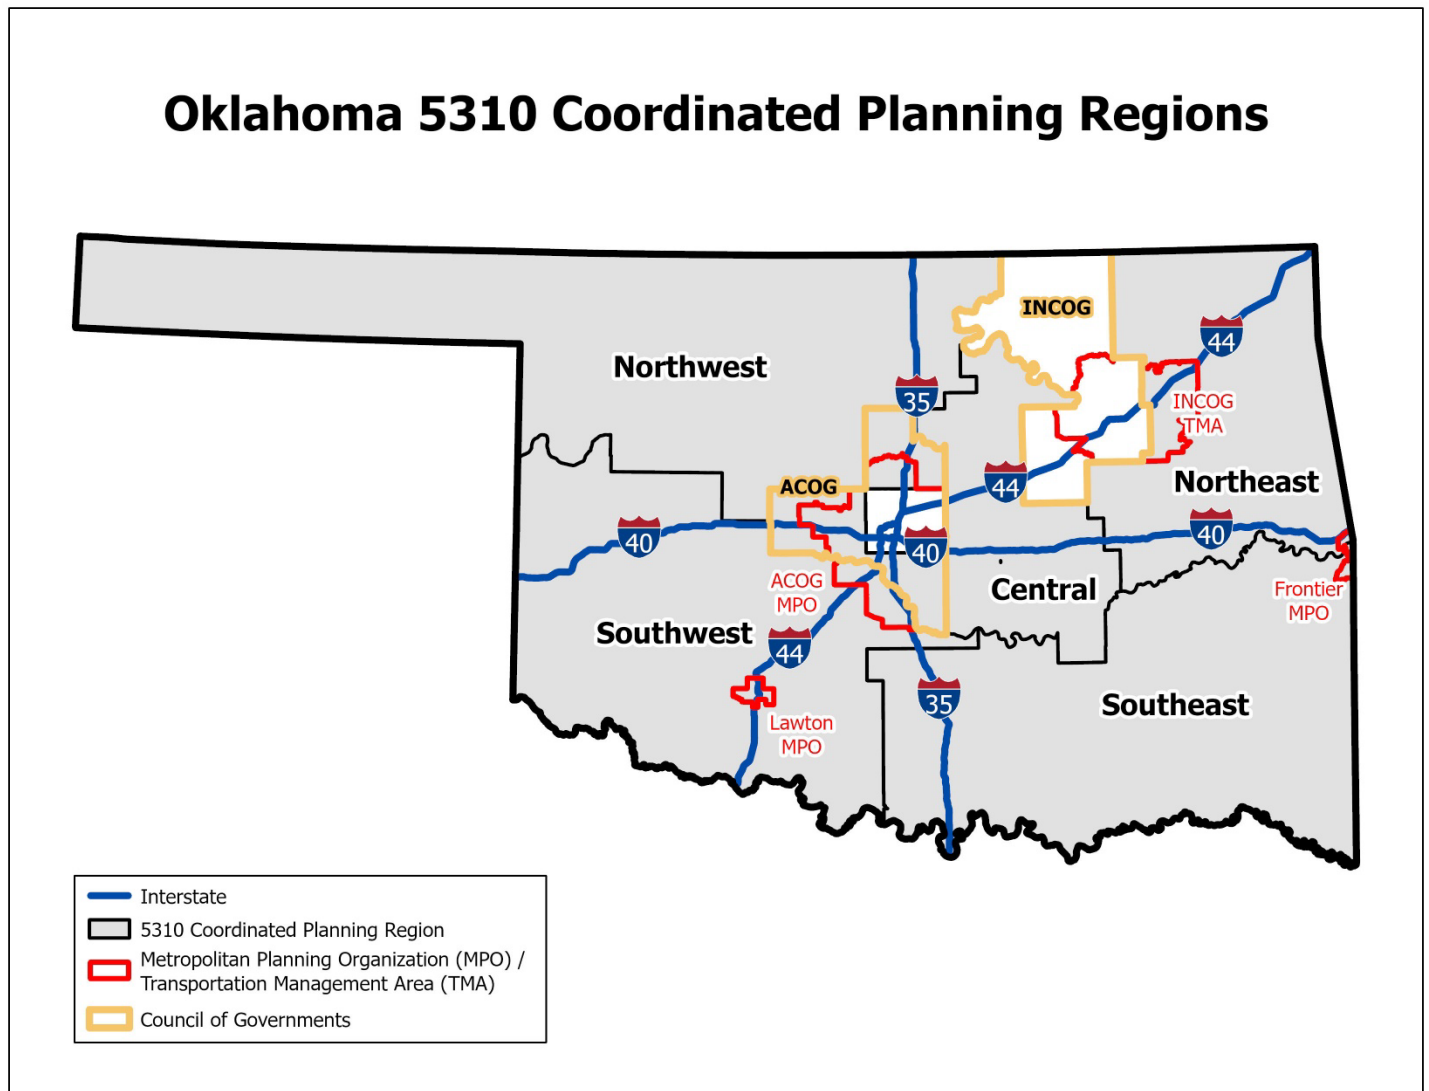 Oklahoma 5310 Coordinated Planning Regions
INCOG
44
Northwest
35
INCOG
TMA
ACOG
44
Northeast
40
40
40
ACOG
MPO
Central
Frontier
MPO
Southwest
44
35
Southeast
Lawton
MPO
Interstate
5310 Coordinated Planning Region
Metropolitan Planning Organization (MPO) /
Transportation Management Area (TMA)
Council of Governments